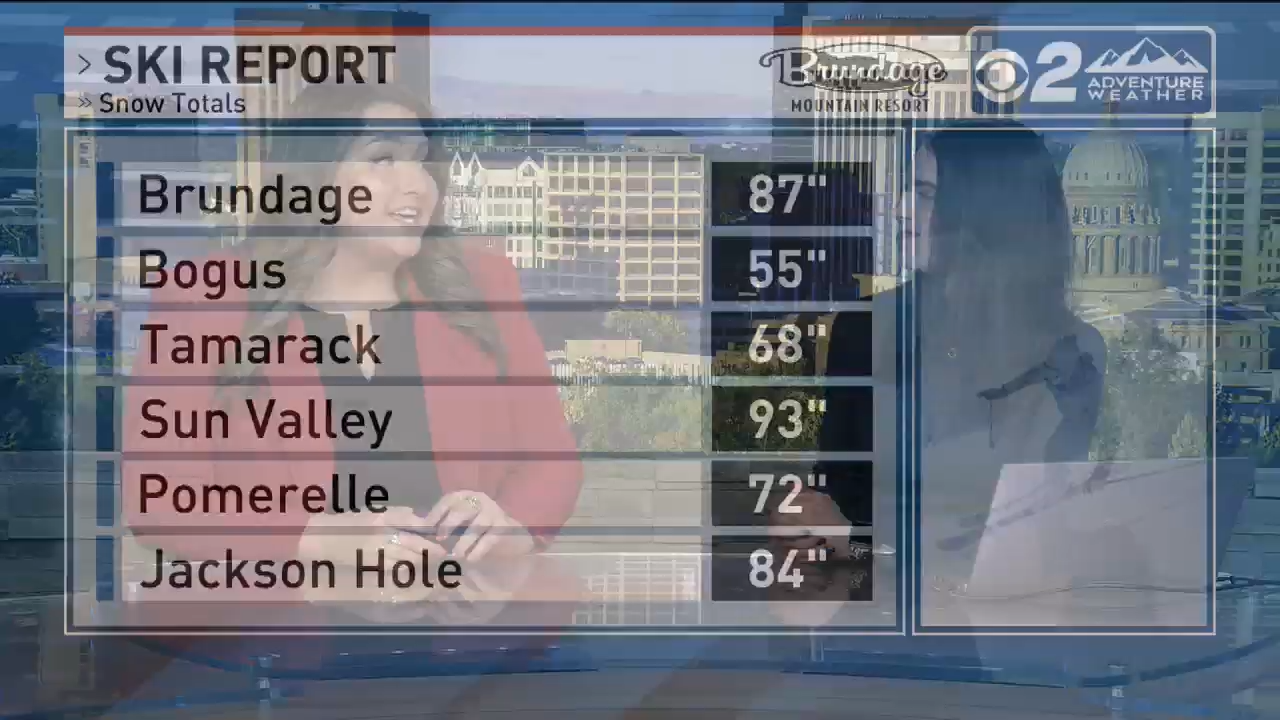 > SKI REPORT
» Snow Totals
Brundage
MOUNTAIN RESORT
2 ADVENTURE
WEATHER
Brundage 87"
Bogus 55"
Tamarack 68"
Sun Valley 93"
Pomerelle 72"
Jackson Hole 84"